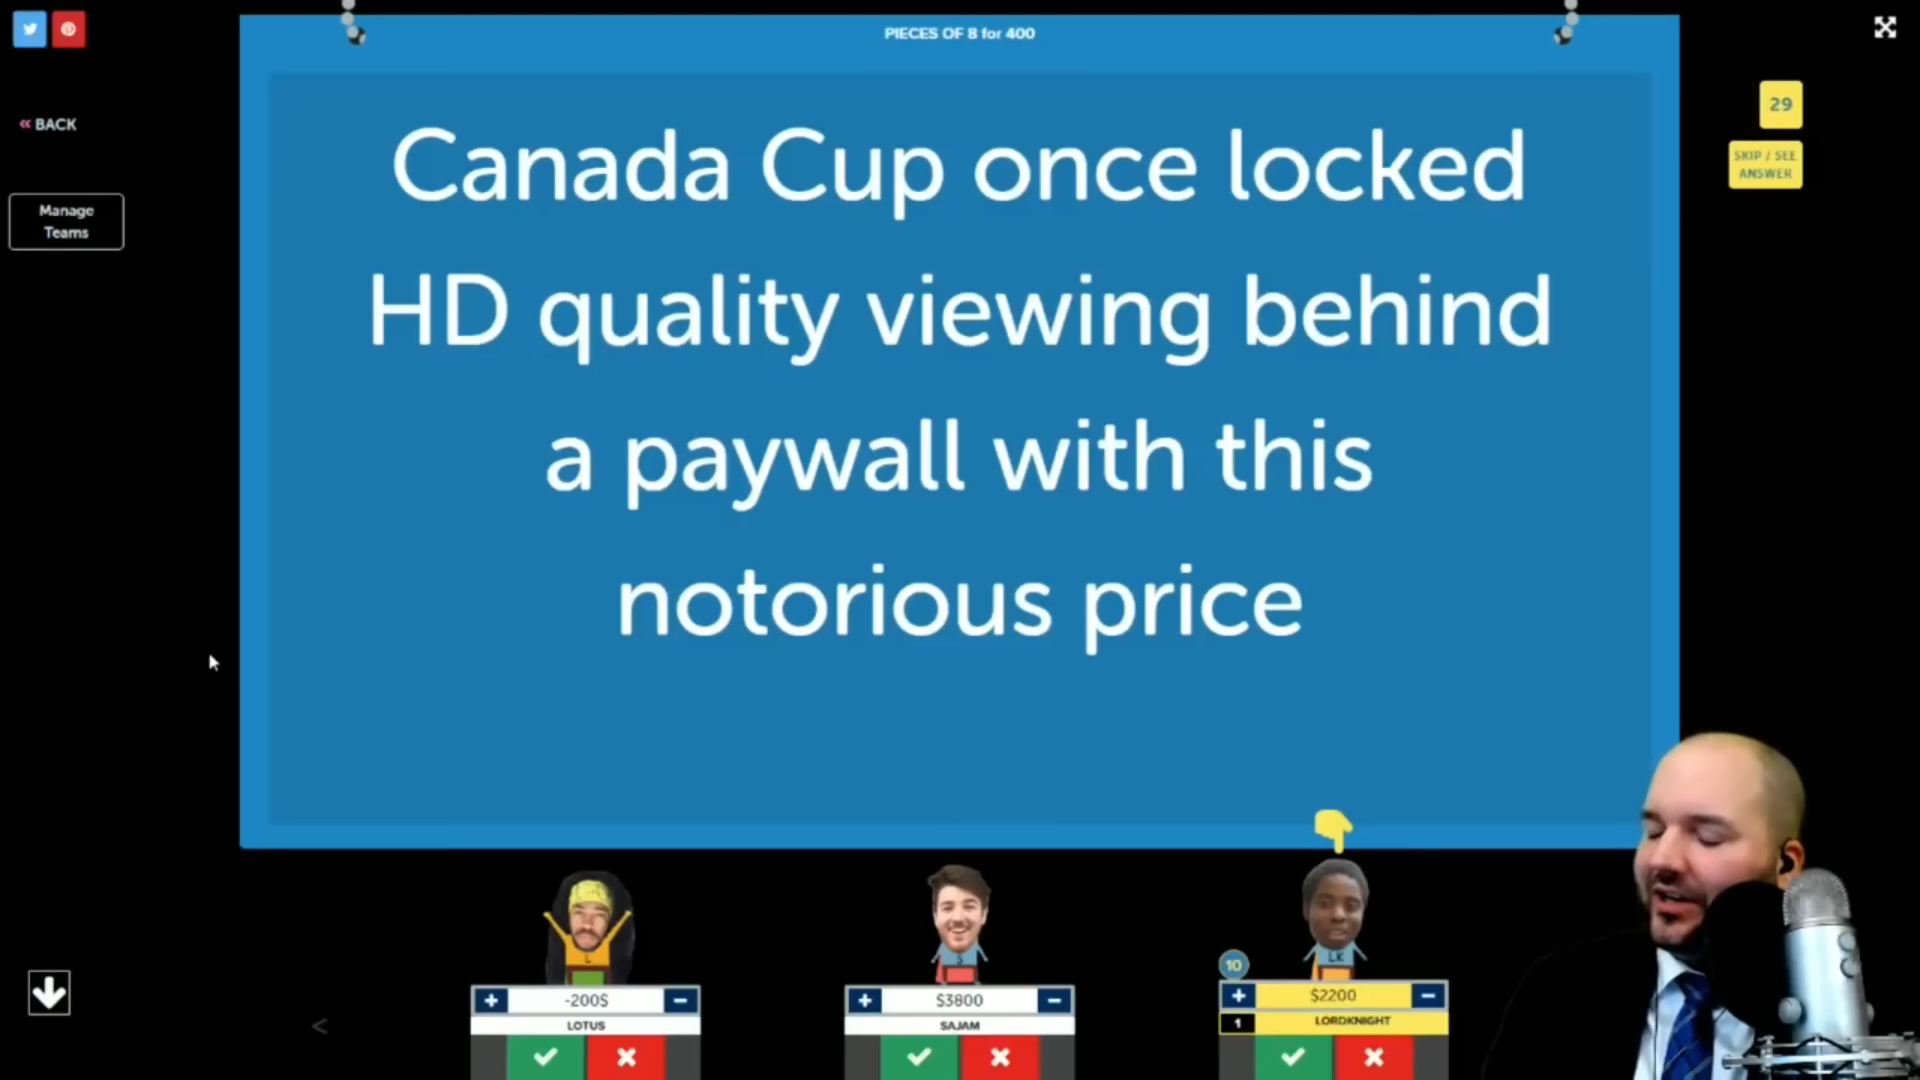 PIECES OF 8 for 400
« BACK
29
SKIP / SEE
ANSWER
Manage
Teams
Canada Cup once locked
HD quality viewing behind
a paywall with this
notorious price
L
S
LK
10
+ -200$ −
LOTUS
+ $3800 −
SAJAM
+ $2200 −
1 LORDKNIGHT
<